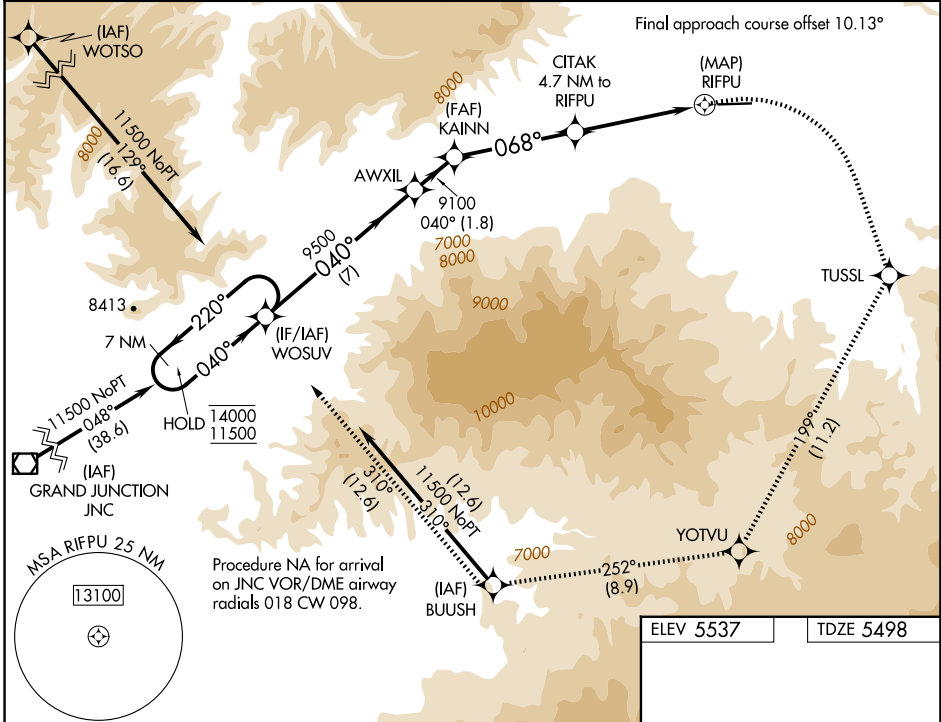 Final approach course offset 10.13°
(IAF)
WOTSO
8000
11500 NoPT
129°
(16.6)
8000
CITAK
4.7 NM to
RIFPU
(MAP)
RIFPU
(FAF)
KAINN
068°
AWXIL
9100
040° (1.8)
9500
040°
(7)
7000
8000
9000
10000
TUSSL
8413
220°
7 NM
040°
(IF/IAF)
WOSUV
HOLD
14000
11500
11500 NoPT
048°
(38.6)
(IAF)
GRAND JUNCTION
JNC
310°
(12.6)
(12.6)
11500 NoPT
310°
199°
(11.2)
YOTVU
8000
7000
252°
(8.9)
(IAF)
BUUSH
Procedure NA for arrival
on JNC VOR/DME airway
radials 018 CW 098.
MSA RIFPU 25 NM
13100
ELEV 5537
TDZE 5498